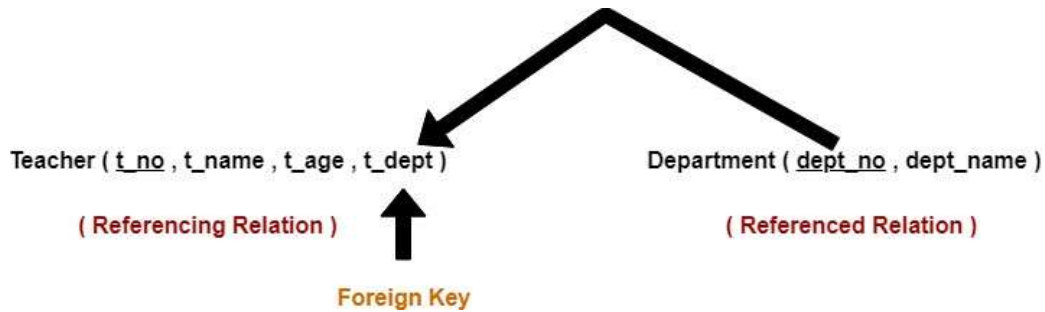 Teacher ( t_no , t_name , t_age , t_dept )
Department ( dept_no , dept_name )
( Referencing Relation )
( Referenced Relation )
Foreign Key